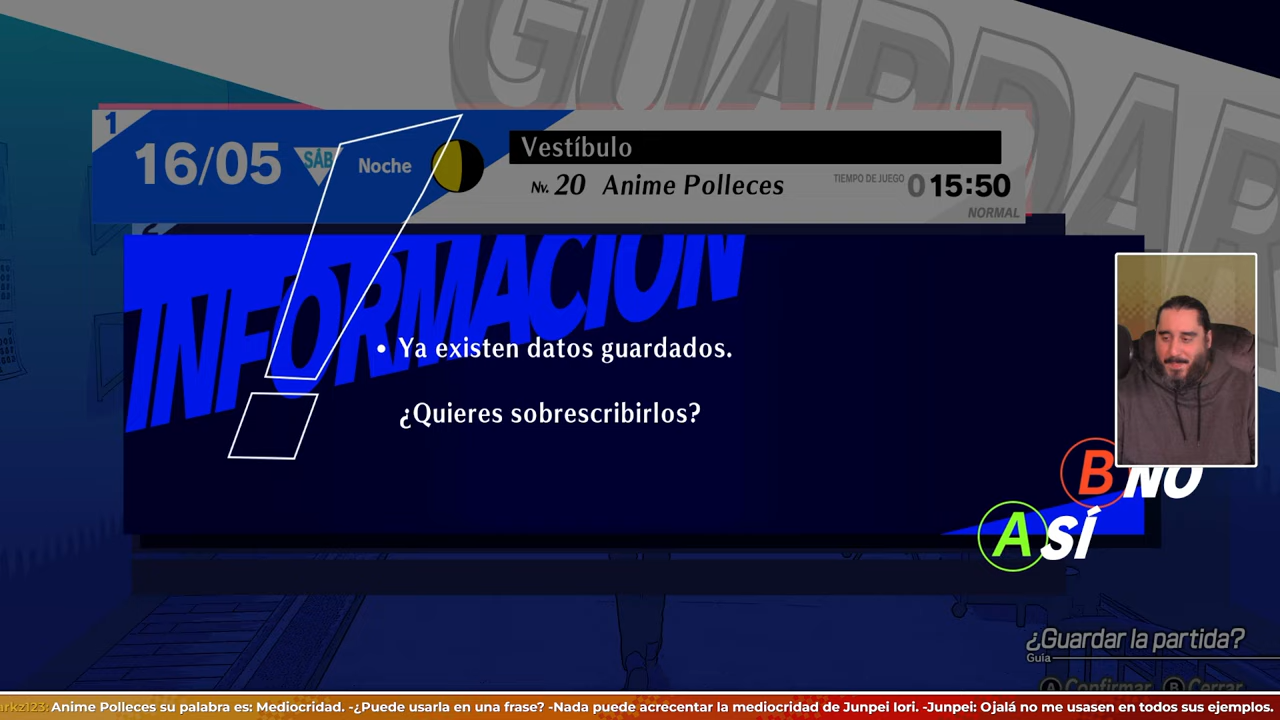 GUARDAR
1
16/05 SÁB Noche
Vestíbulo
Nv. 20 Anime Polleces
TIEMPO DE JUEGO 015:50
NORMAL
2
INFORMACIÓN
• Ya existen datos guardados.
¿Quieres sobrescribirlos?
B NO
A SÍ
¿Guardar la partida?
Guía
A Confirmar B Cerrar
arkz123: Anime Polleces su palabra es: Mediocridad. -¿Puede usarla en una frase? -Nada puede acrecentar la mediocridad de Junpei Iori. -Junpei: Ojalá no me usasen en todos sus ejemplos.